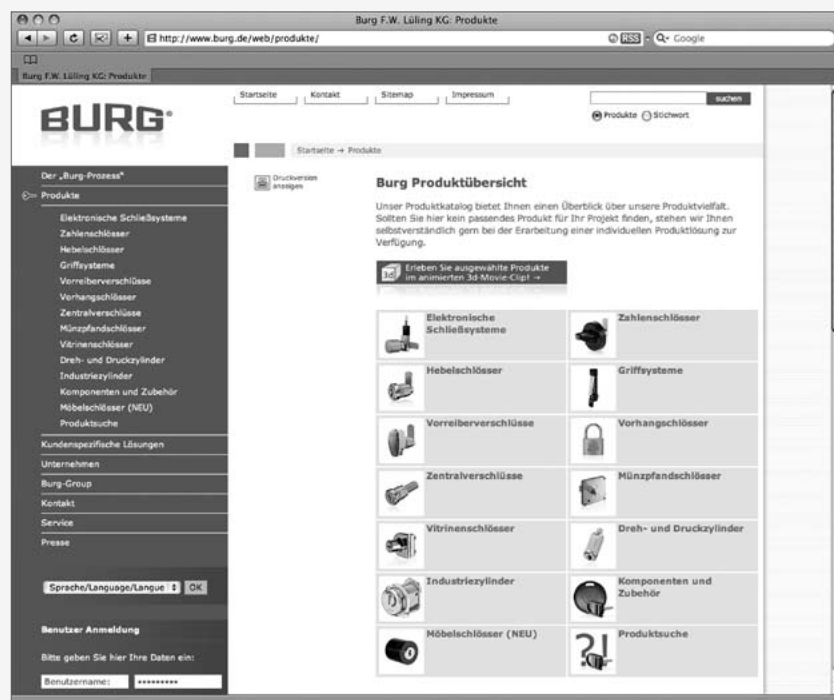 Burg F.W. Lüling KG: Produkte
http://www.burg.de/web/produkte/
RSS
Google
Burg F.W. Lüling KG: Produkte
BURG®
Startseite
Kontakt
Sitemap
Impressum
suchen
Produkte Stichwort
Startseite → Produkte
Der „Burg-Prozess"
Produkte
Elektronische Schließsysteme
Zahlenschlösser
Hebelschlösser
Griffsysteme
Vorreiberverschlüsse
Vorhangschlösser
Zentralverschlüsse
Münzpfandschlösser
Vitrinenschlösser
Dreh- und Druckzylinder
Industriezylinder
Komponenten und Zubehör
Möbelschlösser (NEU)
Produktsuche
Kundenspezifische Lösungen
Unternehmen
Burg-Group
Kontakt
Service
Presse
Sprache/Language/Langue
OK
Benutzer Anmeldung
Bitte geben Sie hier Ihre Daten ein:
Benutzername:
•••••••••
Druckversion
anzeigen
Burg Produktübersicht
Unser Produktkatalog bietet Ihnen einen Überblick über unsere Produktvielfalt.
Sollten Sie hier kein passendes Produkt für Ihr Projekt finden, stehen wir Ihnen
selbstverständlich gern bei der Erarbeitung einer individuellen Produktlösung zur
Verfügung.
3d
Erleben Sie ausgewählte Produkte
im animierten 3d-Movie-Clip! →
Elektronische
Schließsysteme
Zahlenschlösser
Hebelschlösser
Griffsysteme
Vorreiberverschlüsse
Vorhangschlösser
Zentralverschlüsse
Münzpfandschlösser
Vitrinenschlösser
Dreh- und Druckzylinder
Industriezylinder
Komponenten und
Zubehör
Möbelschlösser (NEU)
?!
Produktsuche